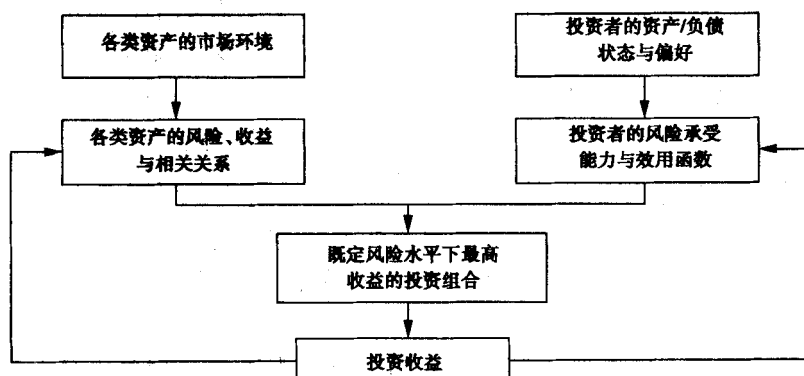 各类资产的市场环境
投资者的资产/负债
状态与偏好
各类资产的风险、收益
与相关关系
投资者的风险承受
能力与效用函数
既定风险水平下最高
收益的投资组合
投资收益